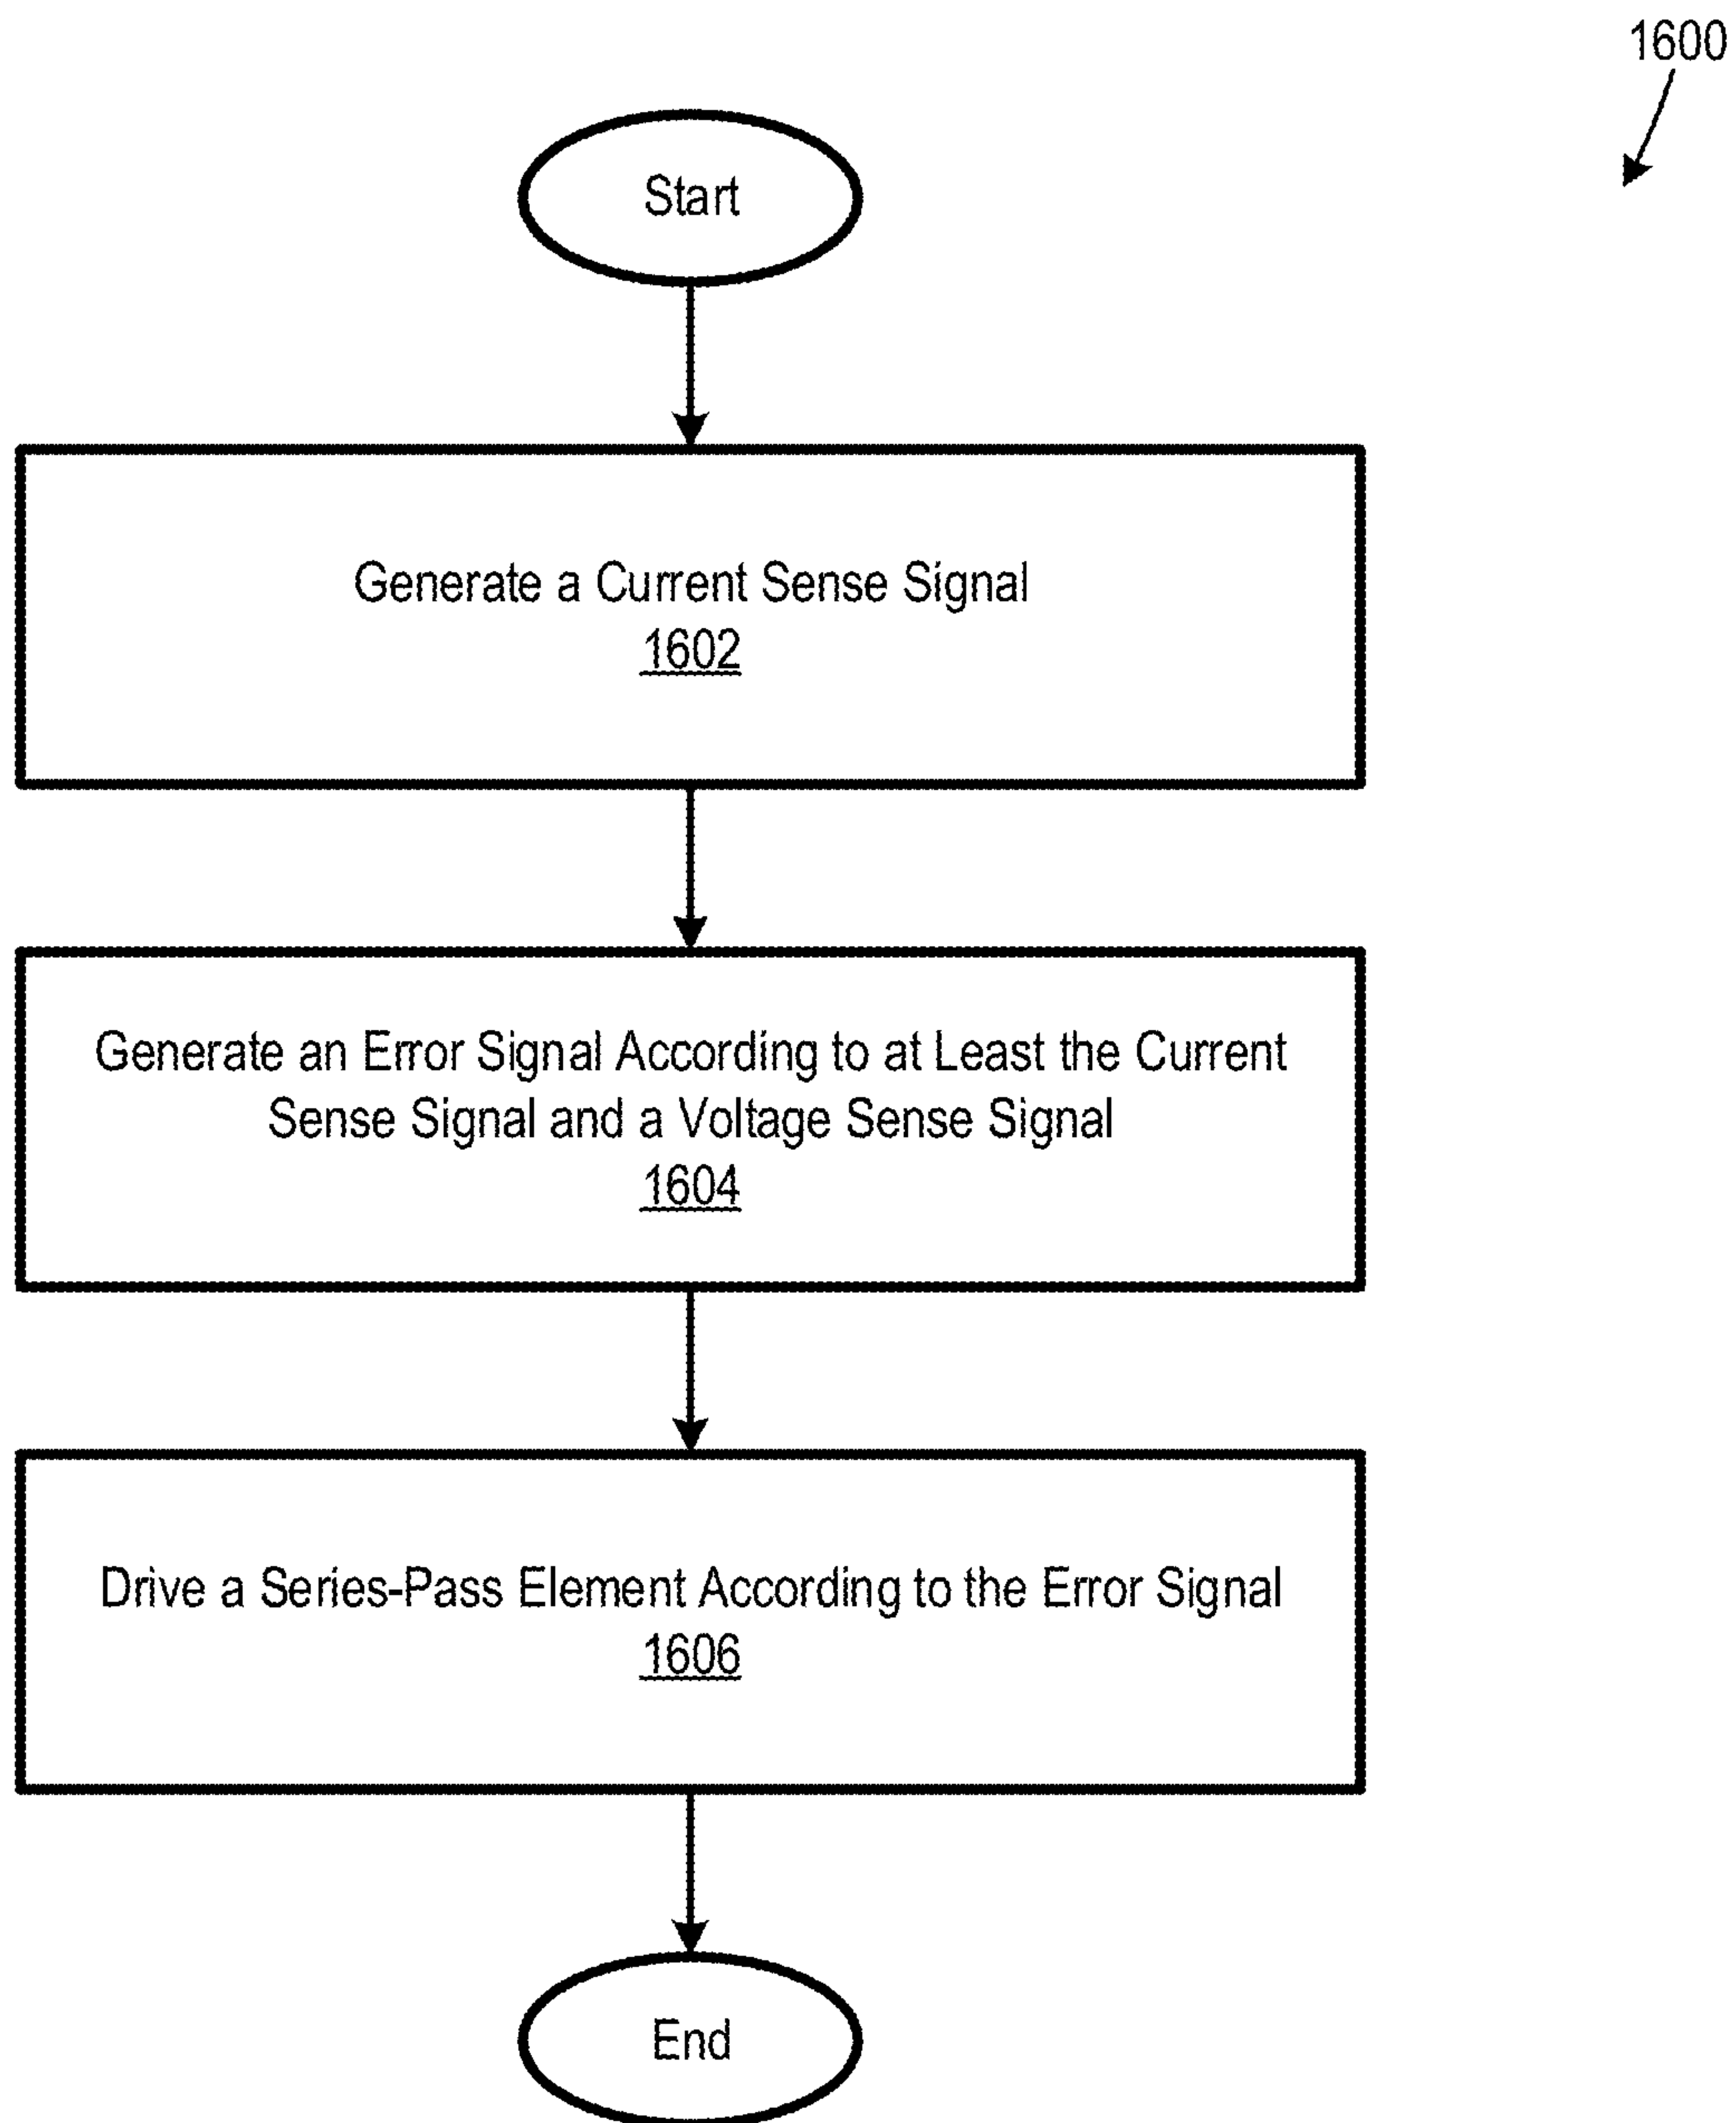 1600
Start
Generate a Current Sense Signal
1602
Generate an Error Signal According to at Least the Current
Sense Signal and a Voltage Sense Signal
1604
Drive a Series-Pass Element According to the Error Signal
1606
End